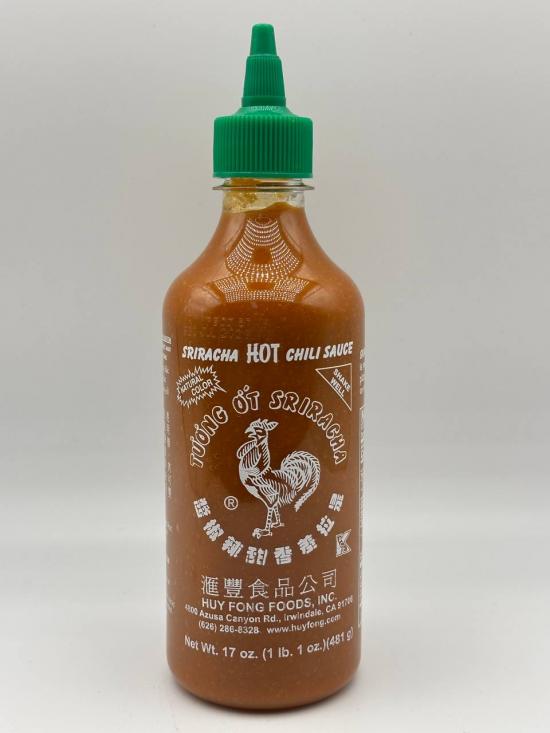 SRIRACHA HOT CHILI SAUCE
NATURAL
COLOR
SHAKE
WELL
TƯƠNG ỚT SRIRACHA
®
是拉差香甜辣椒醬
K
滙豐食品公司
HUY FONG FOODS, INC.
4800 Azusa Canyon Rd., Irwindale, CA 91706
(626) 286-8328 www.huyfong.com
Net Wt. 17 oz. (1 lb. 1 oz.)(481 g)